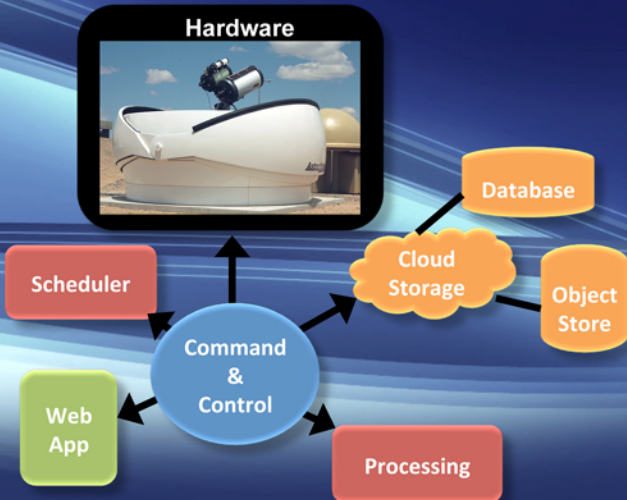 Hardware
Database
Cloud
Storage
Object
Store
Scheduler
Command
&
Control
Web
App
Processing